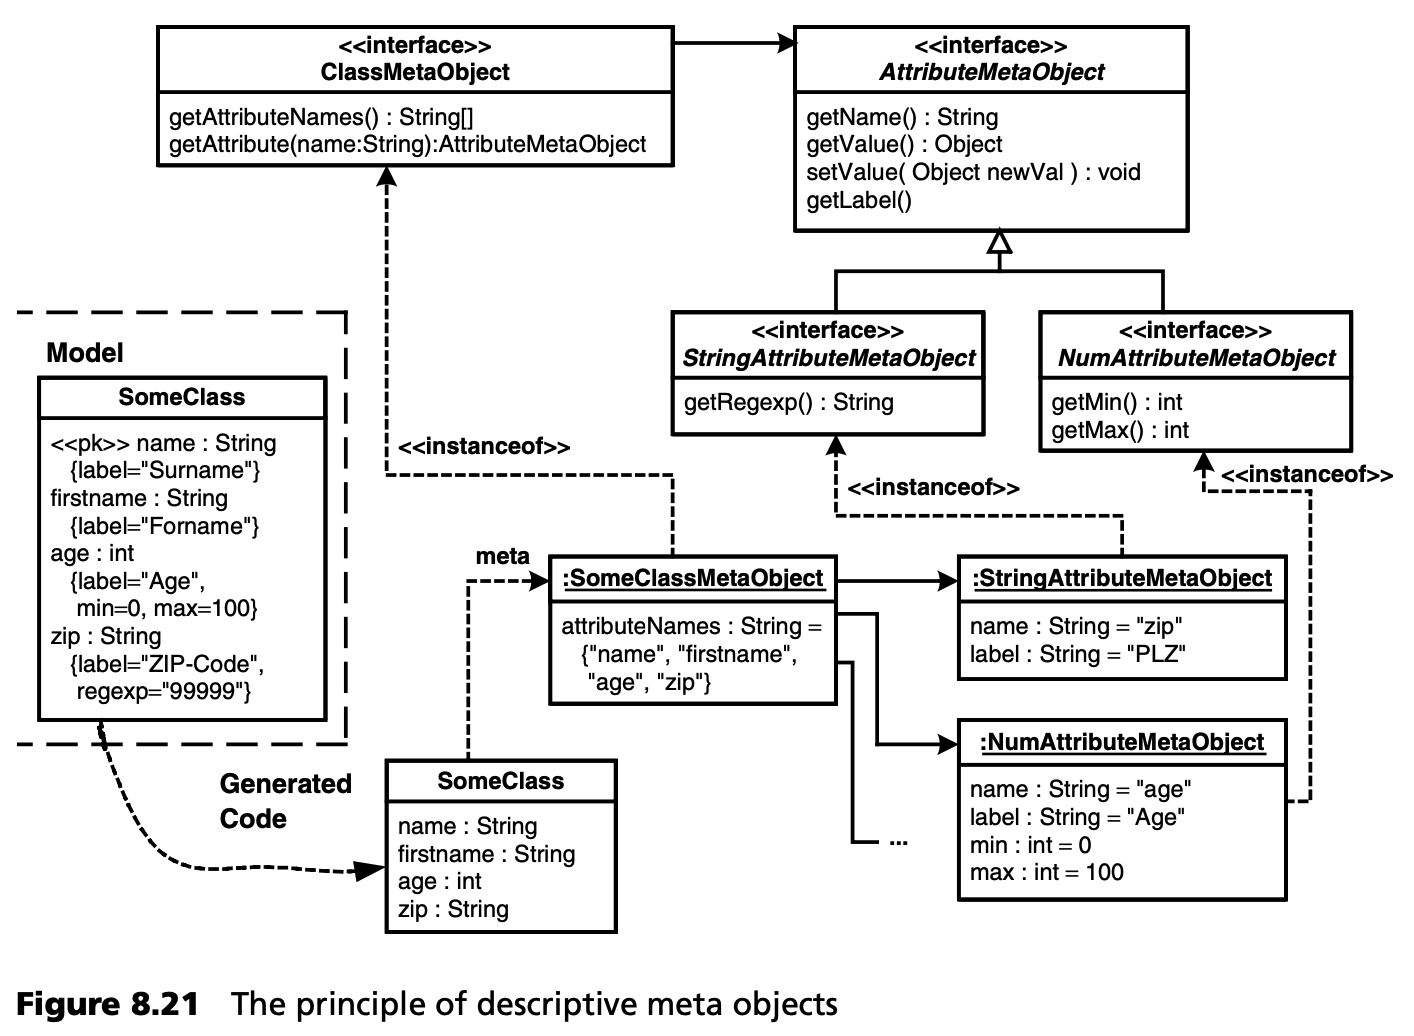 <<interface>>
ClassMetaObject
getAttributeNames() : String[]
getAttribute(name:String):AttributeMetaObject
<<interface>>
AttributeMetaObject
getName() : String
getValue() : Object
setValue( Object newVal ) : void
getLabel()
<<interface>>
StringAttributeMetaObject
getRegexp() : String
<<interface>>
NumAttributeMetaObject
getMin() : int
getMax() : int
Model
SomeClass
<<pk>> name : String
{label="Surname"}
firstname : String
{label="Forname"}
age : int
{label="Age",
min=0, max=100}
zip : String
{label="ZIP-Code",
regexp="99999"}
<<instanceof>>
<<instanceof>>
<<instanceof>>
meta
:SomeClassMetaObject
attributeNames : String =
{"name", "firstname",
"age", "zip"}
:StringAttributeMetaObject
name : String = "zip"
label : String = "PLZ"
:NumAttributeMetaObject
name : String = "age"
label : String = "Age"
min : int = 0
max : int = 100
...
Generated
Code
SomeClass
name : String
firstname : String
age : int
zip : String
Figure 8.21 The principle of descriptive meta objects